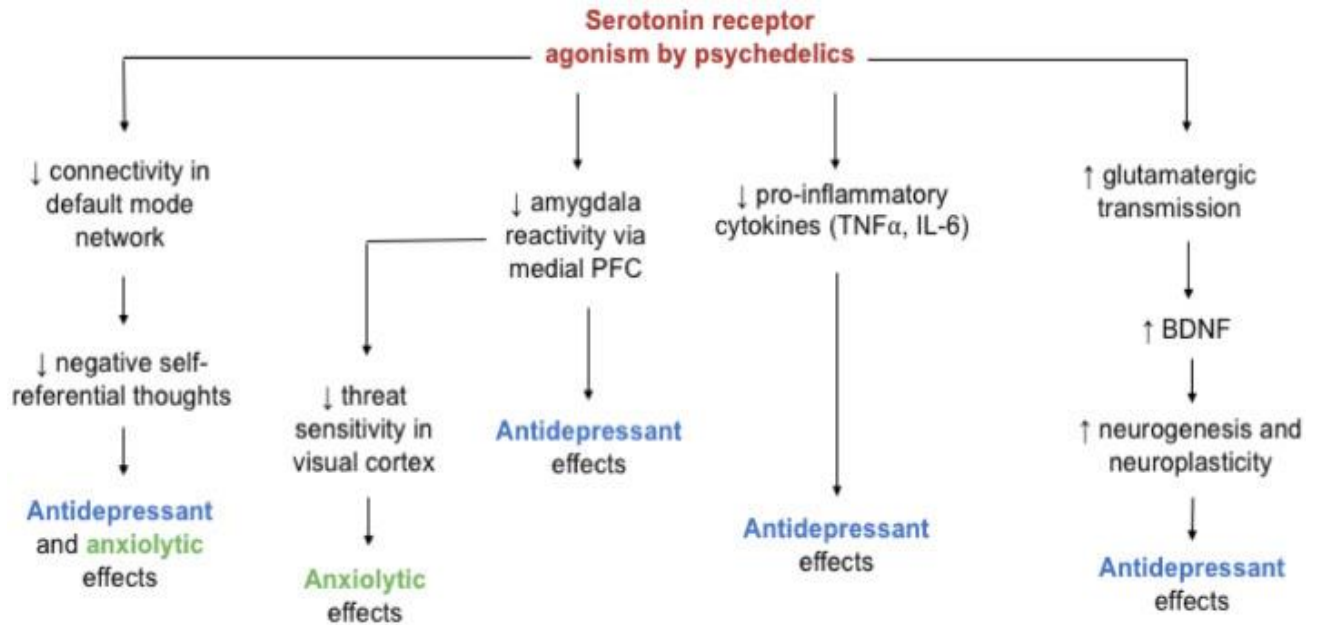 Serotonin receptor
agonism by psychedelics
↓ connectivity in
default mode
network
↓ negative self-
referential thoughts
Antidepressant
and anxiolytic
effects
↓ amygdala
reactivity via
medial PFC
↓ threat
sensitivity in
visual cortex
Anxiolytic
effects
Antidepressant
effects
↓ pro-inflammatory
cytokines (TNFα, IL-6)
Antidepressant
effects
↑ glutamatergic
transmission
↑ BDNF
↑ neurogenesis and
neuroplasticity
Antidepressant
effects